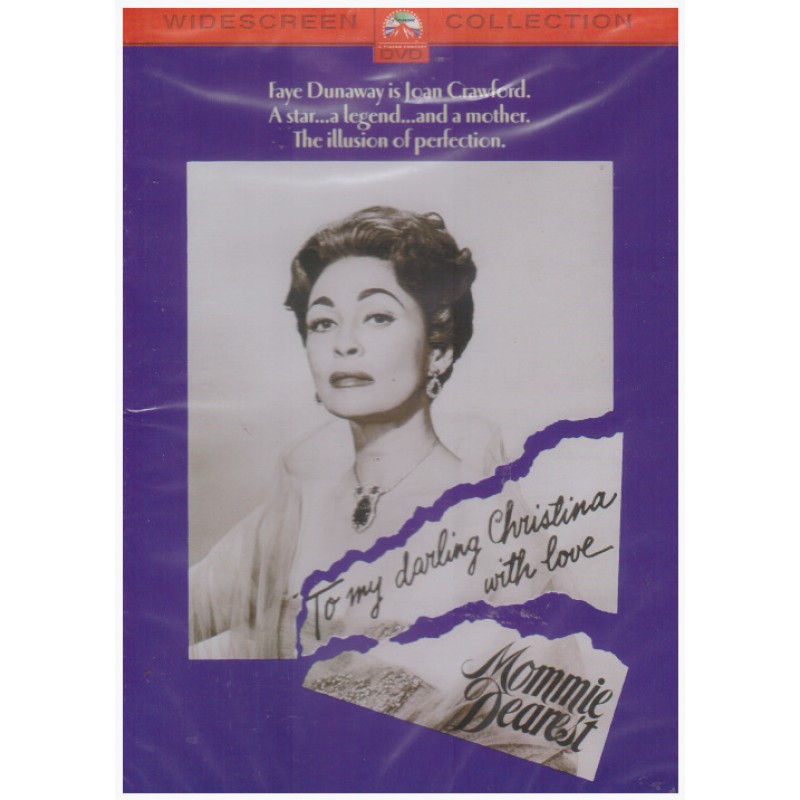 WIDESCREEN COLLECTION
DVD
Faye Dunaway is Joan Crawford.
A star...a legend...and a mother.
The illusion of perfection.
To my darling Christina
with love
Mommie
Dearest